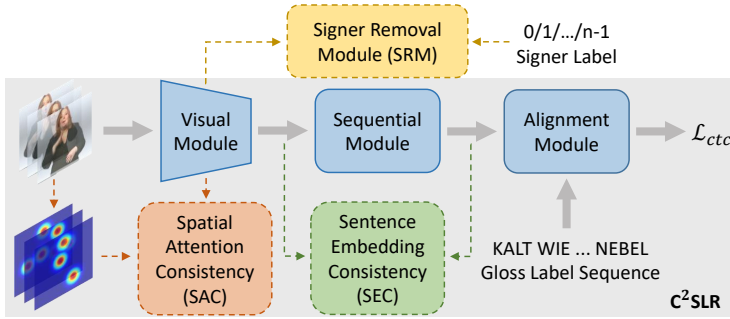 Signer Removal
Module (SRM)
0/1/.../n-1
Signer Label
Visual
Module
Sequential
Module
Alignment
Module
ℒctc
Spatial
Attention
Consistency
(SAC)
Sentence
Embedding
Consistency
(SEC)
KALT WIE ... NEBEL
Gloss Label Sequence
C²SLR